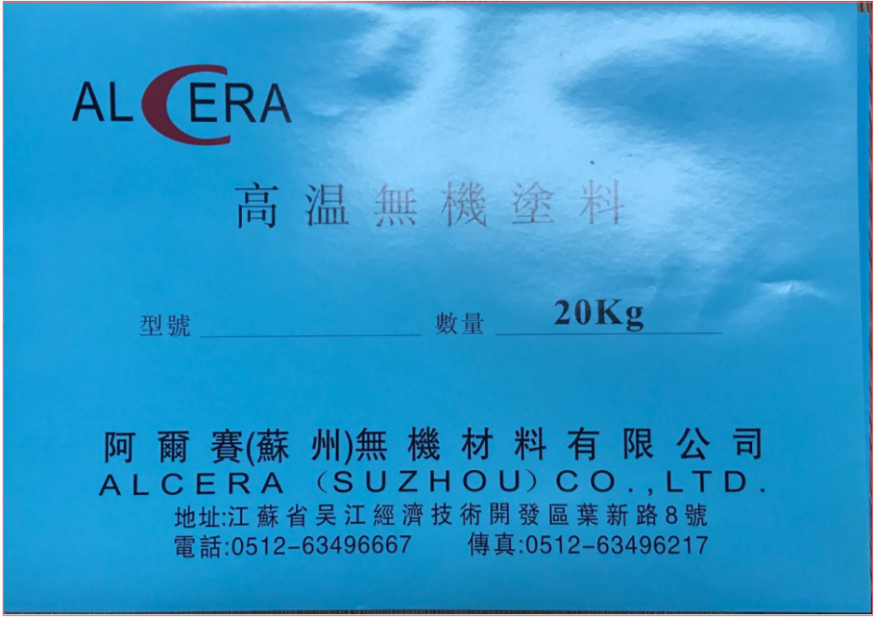 ALCERA
高温無機塗料
型號 數量 20Kg
阿爾賽(蘇州)無機材料有限公司
ALCERA (SUZHOU) CO.,LTD.
地址:江蘇省吴江經濟技術開發區葉新路8號
電話:0512-63496667 傳真:0512-63496217